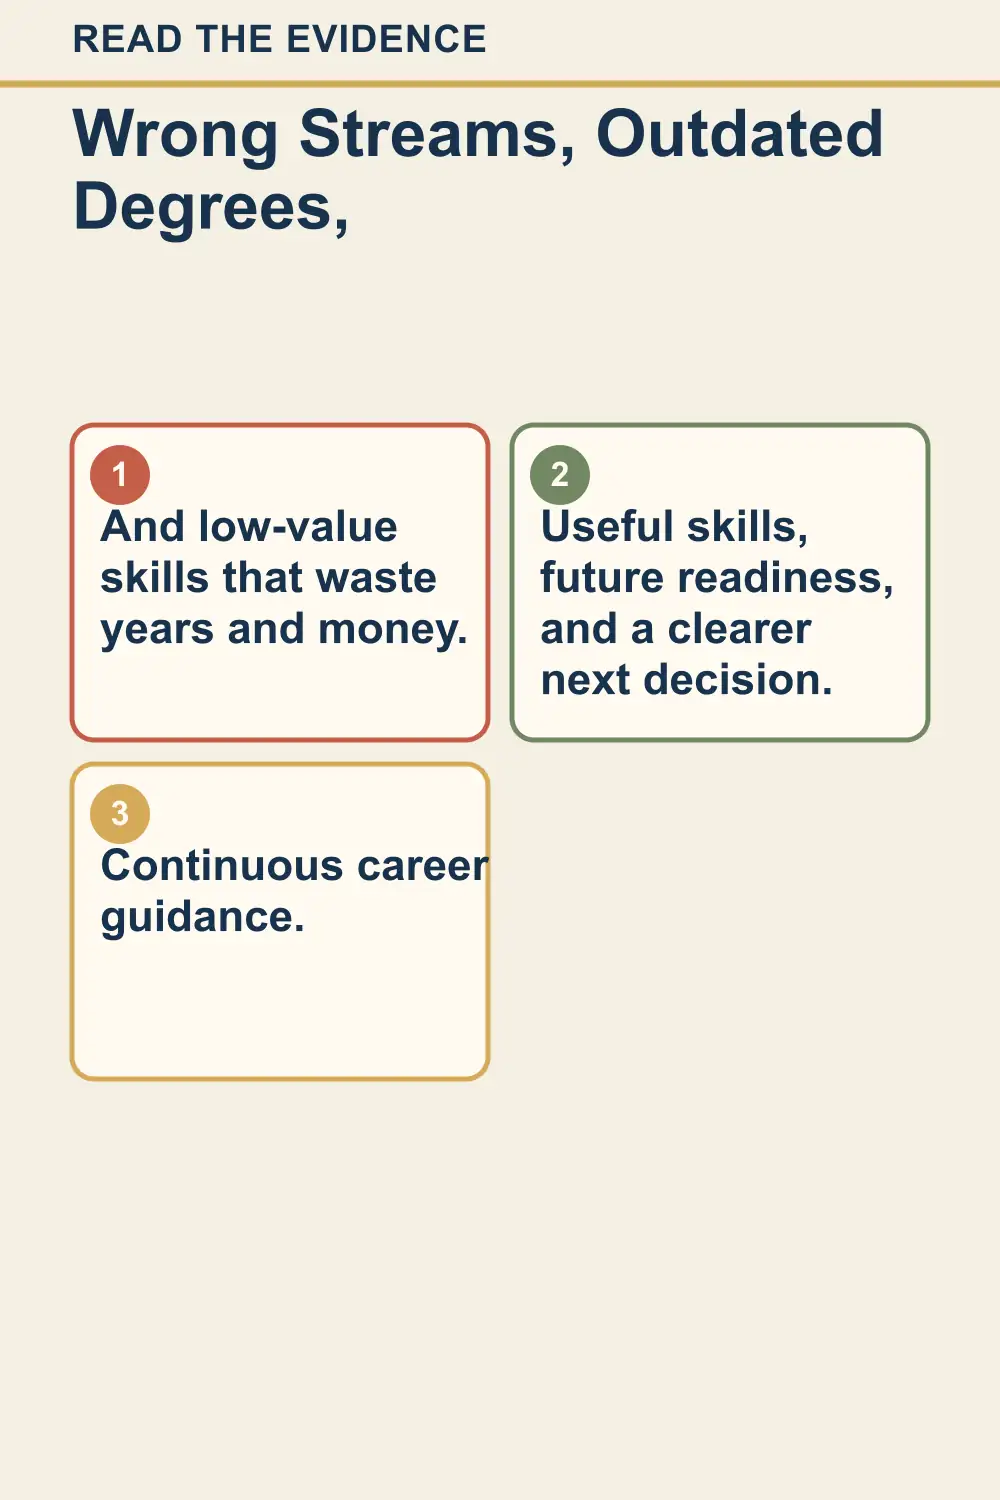 READ THE EVIDENCE
Wrong Streams, Outdated
Degrees,
1
And low-value
skills that waste
years and money.
2
Useful skills,
future readiness,
and a clearer
next decision.
3
Continuous career
guidance.